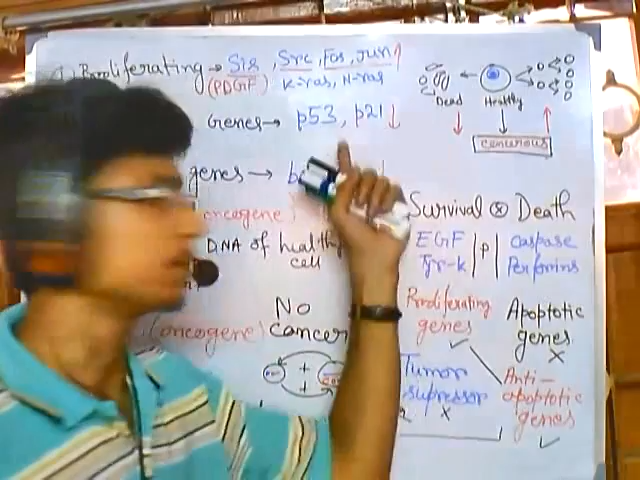 Proliferating → Sis, Src, Fos, Jun ↑
(PDGF) K-ras, N-ras
Genes → p53, p21 ↓
genes →
oncogene)
DNA of healthy
cell
(oncogene)
No
cancer
+
+
Dead
Healthy
cancerous
Survival ⊗ Death
EGF | P | caspase
Tyr-k Perforins
Proliferating
genes
✓
Apoptotic
genes
×
Tumor
supressor
×
Anti-
apoptotic
genes
✓